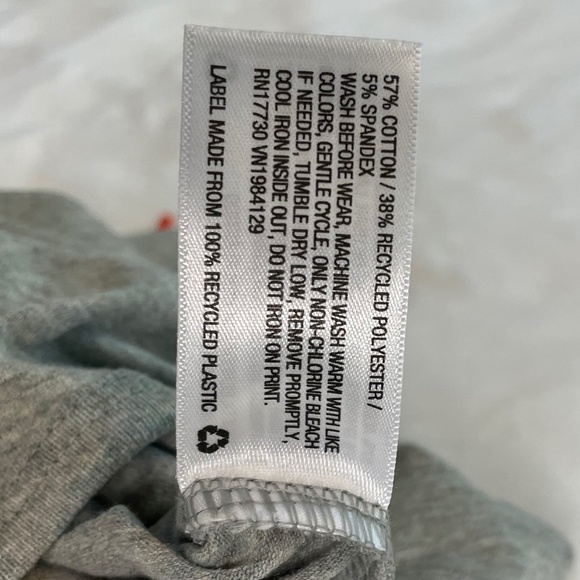 57% COTTON / 38% RECYCLED POLYESTER /
5% SPANDEX
WASH BEFORE WEAR, MACHINE WASH WARM WITH LIKE
COLORS, GENTLE CYCLE, ONLY NON-CHLORINE BLEACH
IF NEEDED, TUMBLE DRY LOW, REMOVE PROMPTLY,
COOL IRON INSIDE OUT, DO NOT IRON ON PRINT.
RN17730 VN1984129
LABEL MADE FROM 100% RECYCLED PLASTIC